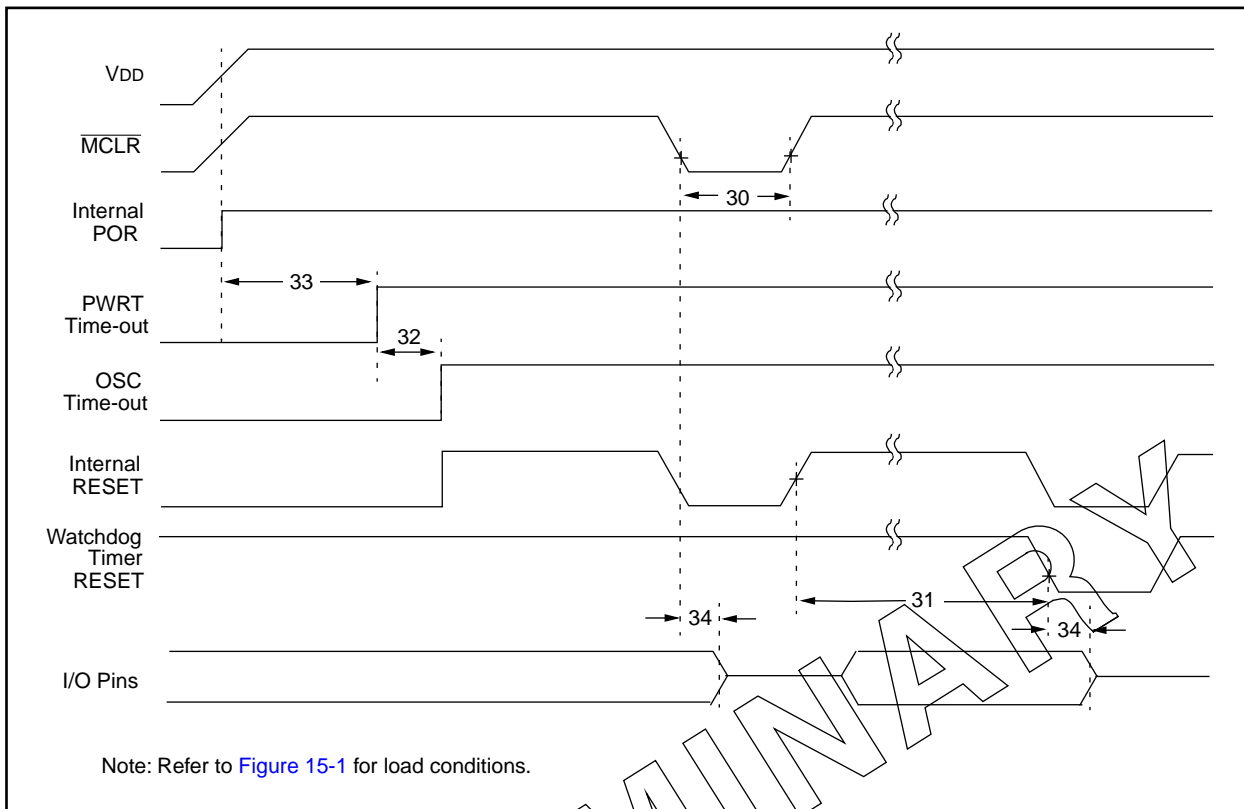 VDD
MCLR
30
Internal
POR
33
PWRT
Time-out
32
OSC
Time-out
Internal
RESET
Watchdog
Timer
RESET
31
34
34
I/O Pins
Note: Refer to Figure 15-1 for load conditions.
MINARY